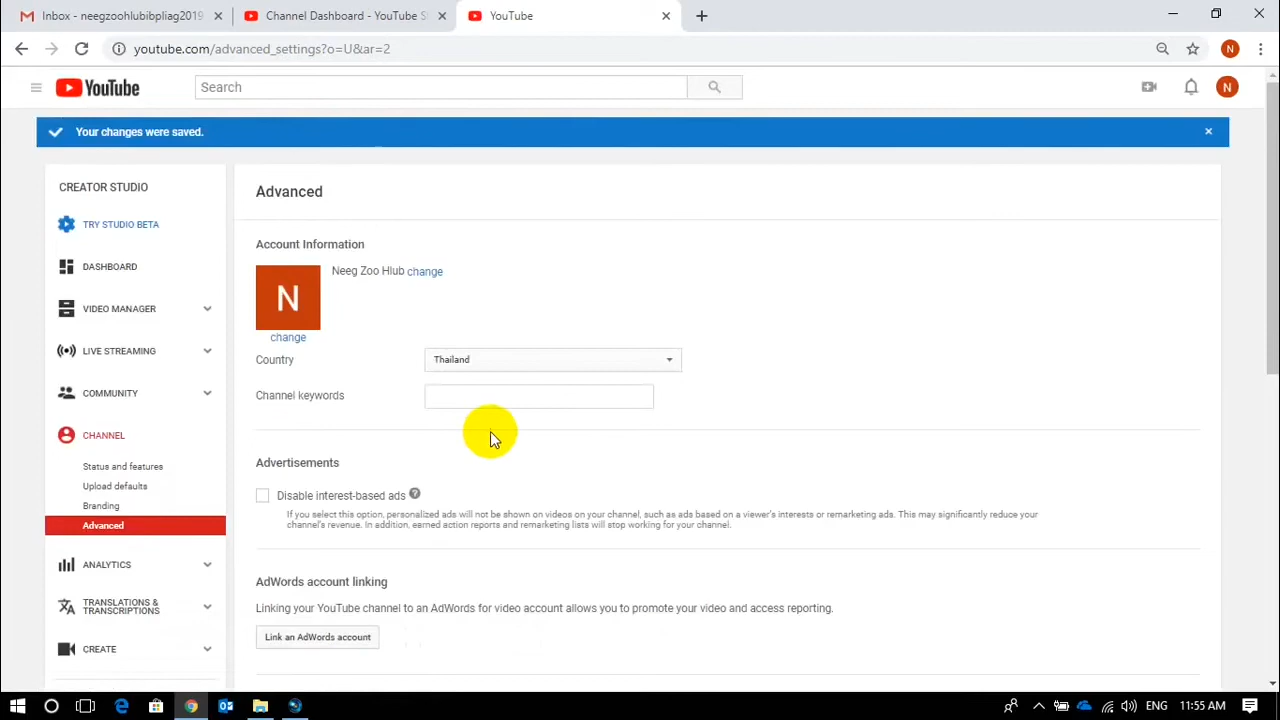 Inbox - neegzoohlubibpliag2019
Channel Dashboard - YouTube S
YouTube
youtube.com/advanced_settings?o=U&ar=2
N
YouTube
Search
N
Your changes were saved.
CREATOR STUDIO
TRY STUDIO BETA
DASHBOARD
VIDEO MANAGER
LIVE STREAMING
COMMUNITY
CHANNEL
Status and features
Upload defaults
Branding
Advanced
ANALYTICS
TRANSLATIONS &
TRANSCRIPTIONS
CREATE
Advanced
Account Information
N
Neeg Zoo Hlub change
change
Country
Thailand
Channel keywords
Advertisements
Disable interest-based ads ?
If you select this option, personalized ads will not be shown on videos on your channel, such as ads based on a viewer's interests or remarketing ads. This may significantly reduce your
channel's revenue. In addition, earned action reports and remarketing lists will stop working for your channel.
AdWords account linking
Linking your YouTube channel to an AdWords for video account allows you to promote your video and access reporting.
Link an AdWords account
ENG
11:55 AM